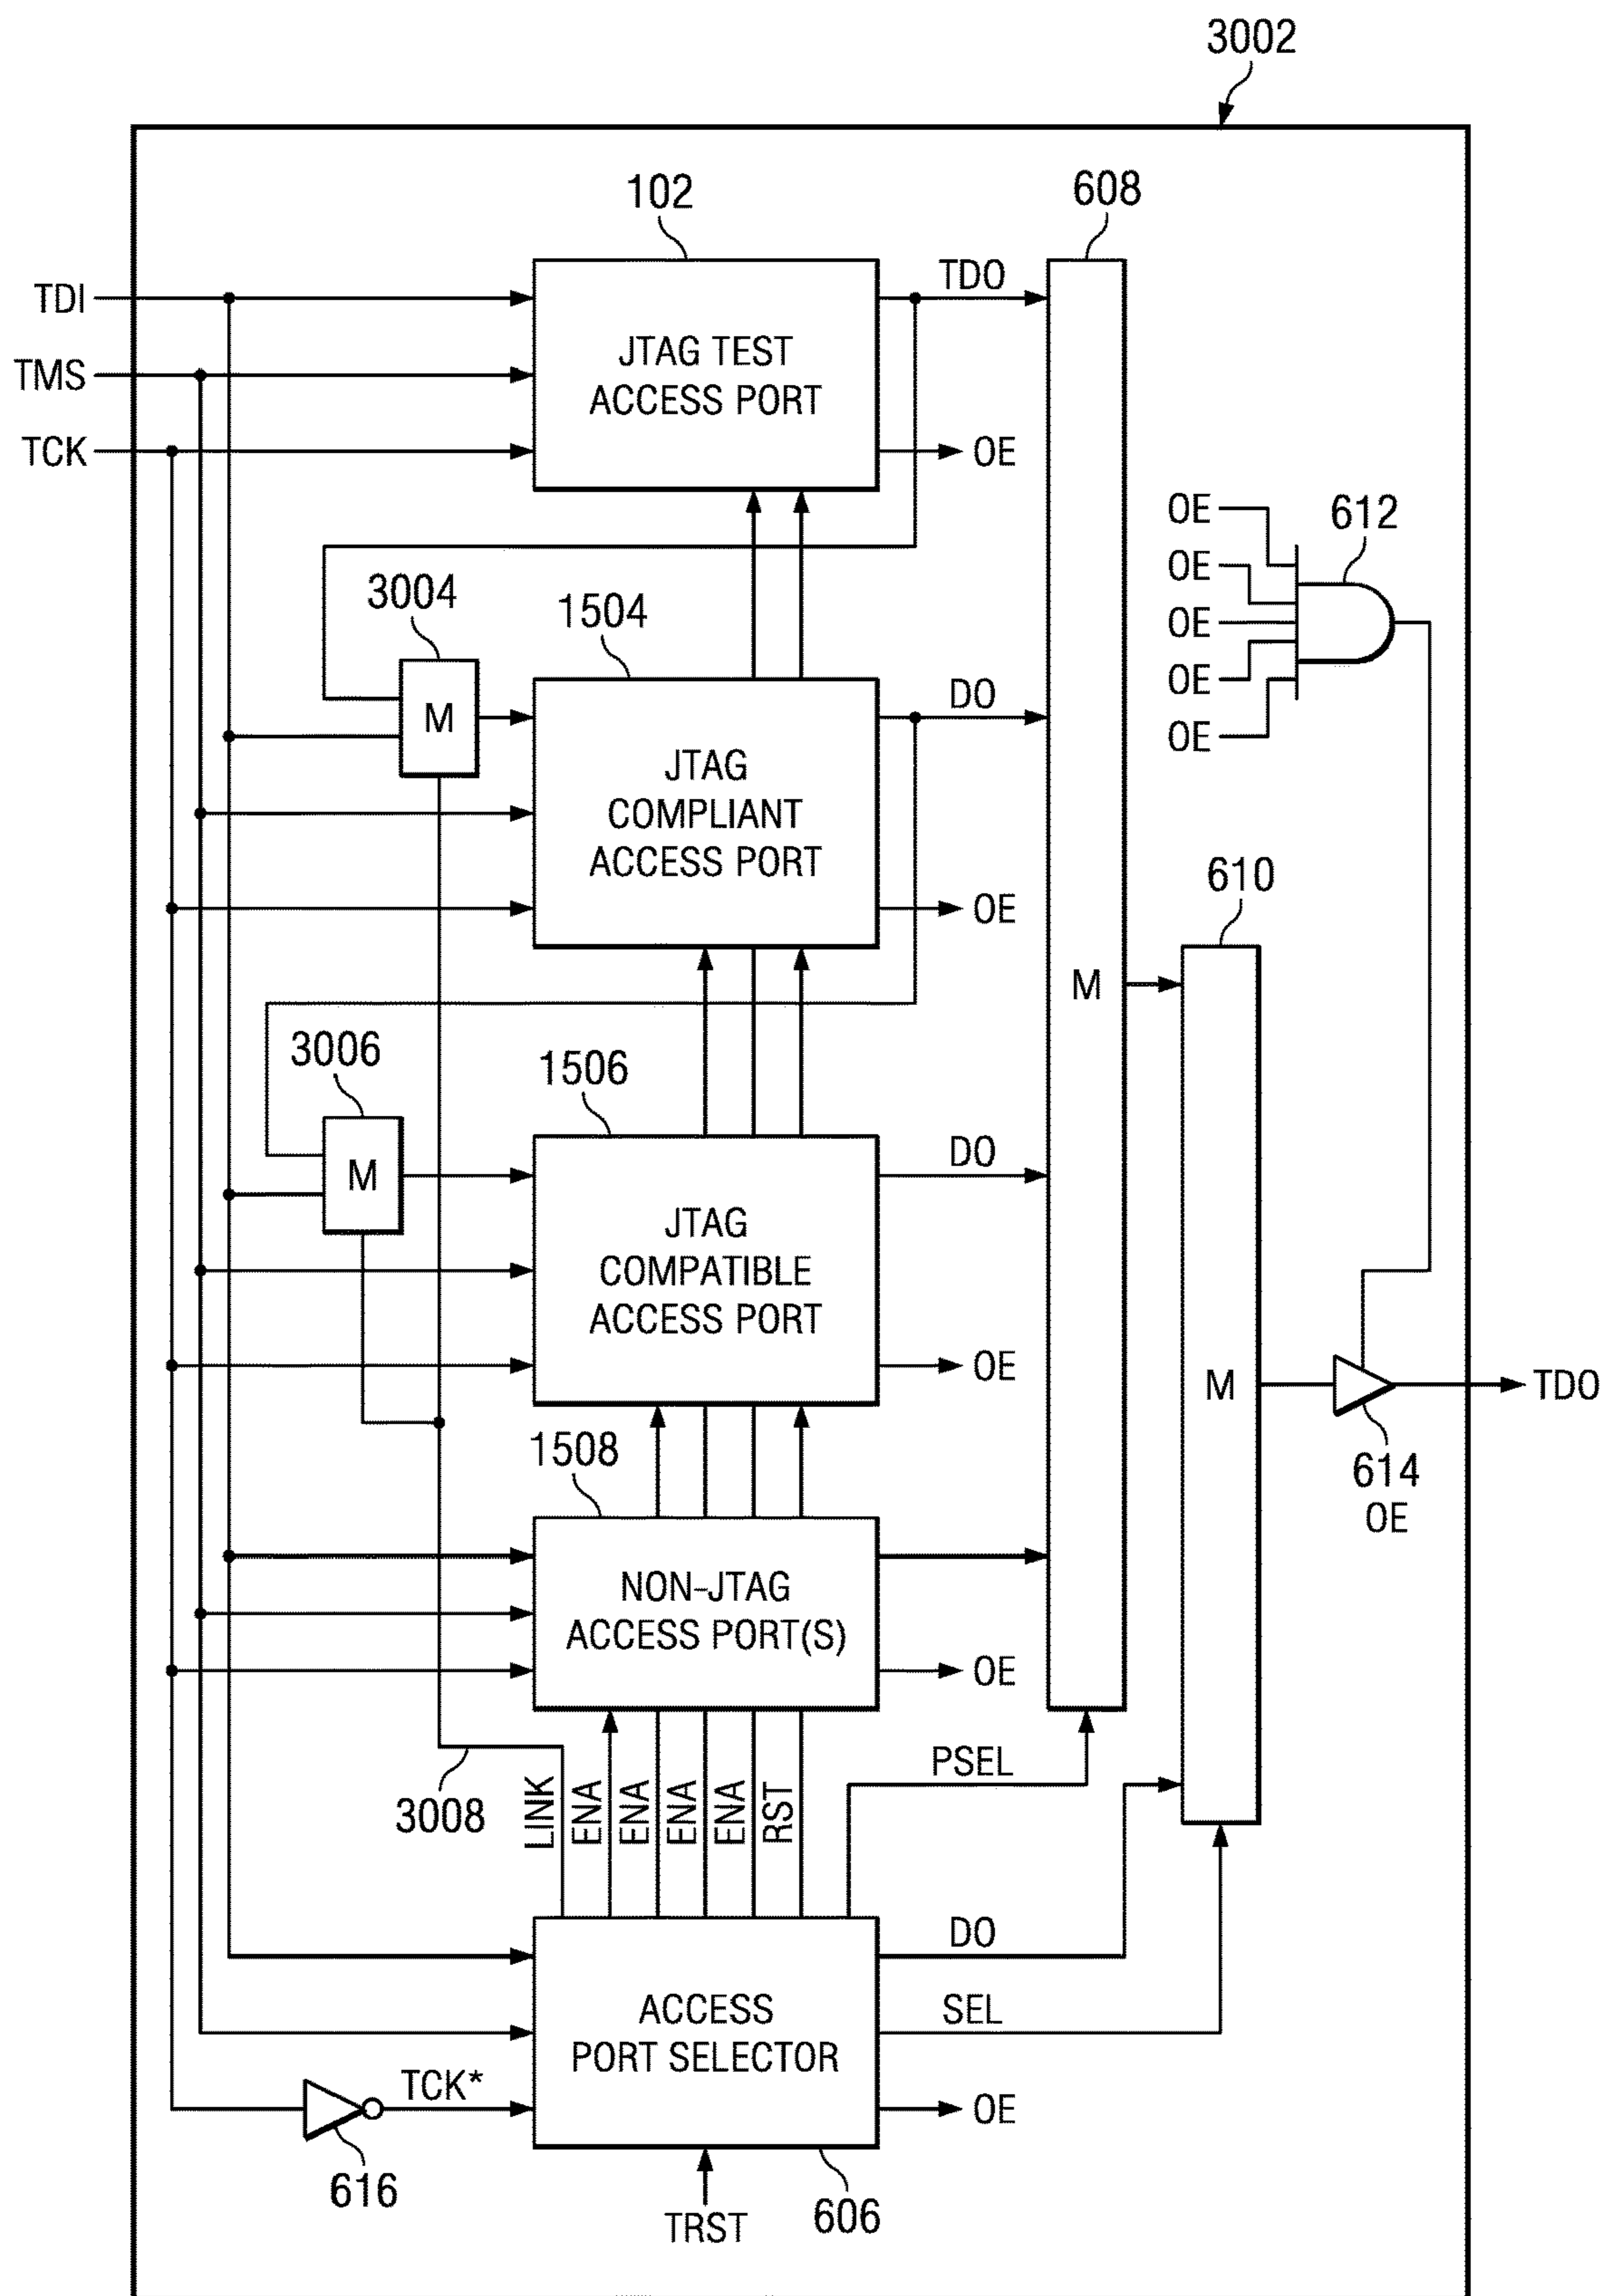 3002
102
608
TDI
TDO
JTAG TEST
ACCESS PORT
TMS
TCK
OE
OE
612
OE
OE
OE
OE
3004
1504
M
DO
JTAG
COMPLIANT
ACCESS PORT
OE
610
M
3006
1506
M
DO
JTAG
COMPATIBLE
ACCESS PORT
OE
M
TDO
614
OE
1508
NON-JTAG
ACCESS PORT(S)
OE
3008
LINK
ENA
ENA
ENA
ENA
RST
PSEL
DO
ACCESS
PORT SELECTOR
SEL
TCK*
OE
616
TRST
606